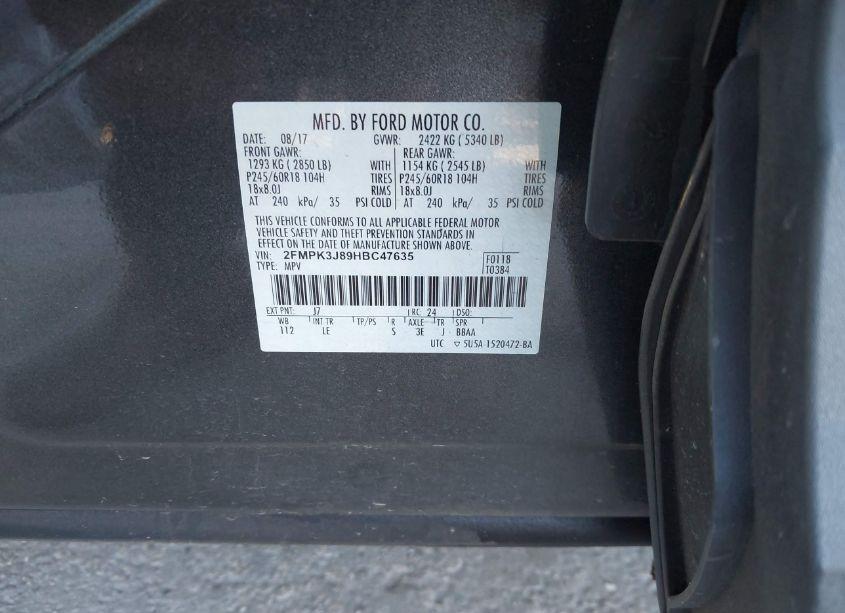 MFD. BY FORD MOTOR CO.
DATE: 08/17 GVWR: 2422 KG ( 5340 LB)
FRONT GAWR: REAR GAWR:
1293 KG ( 2850 LB) WITH 1154 KG ( 2545 LB) WITH
P245/60R18 104H TIRES P245/60R18 104H TIRES
18x8.0J RIMS 18x8.0J RIMS
AT 240 kPa/ 35 PSI COLD AT 240 kPa/ 35 PSI COLD
THIS VEHICLE CONFORMS TO ALL APPLICABLE FEDERAL MOTOR
VEHICLE SAFETY AND THEFT PREVENTION STANDARDS IN
EFFECT ON THE DATE OF MANUFACTURE SHOWN ABOVE.
VIN: 2FMPK3J89HBC47635 F0118
TYPE: MPV T0384
EXT PNT: J7 RC: 24 DSO:
WB INT TR TP/PS R AXLE TR SPR
112 LE S 3E J BBAA
UTC ▽ 5U5A-1520472-BA